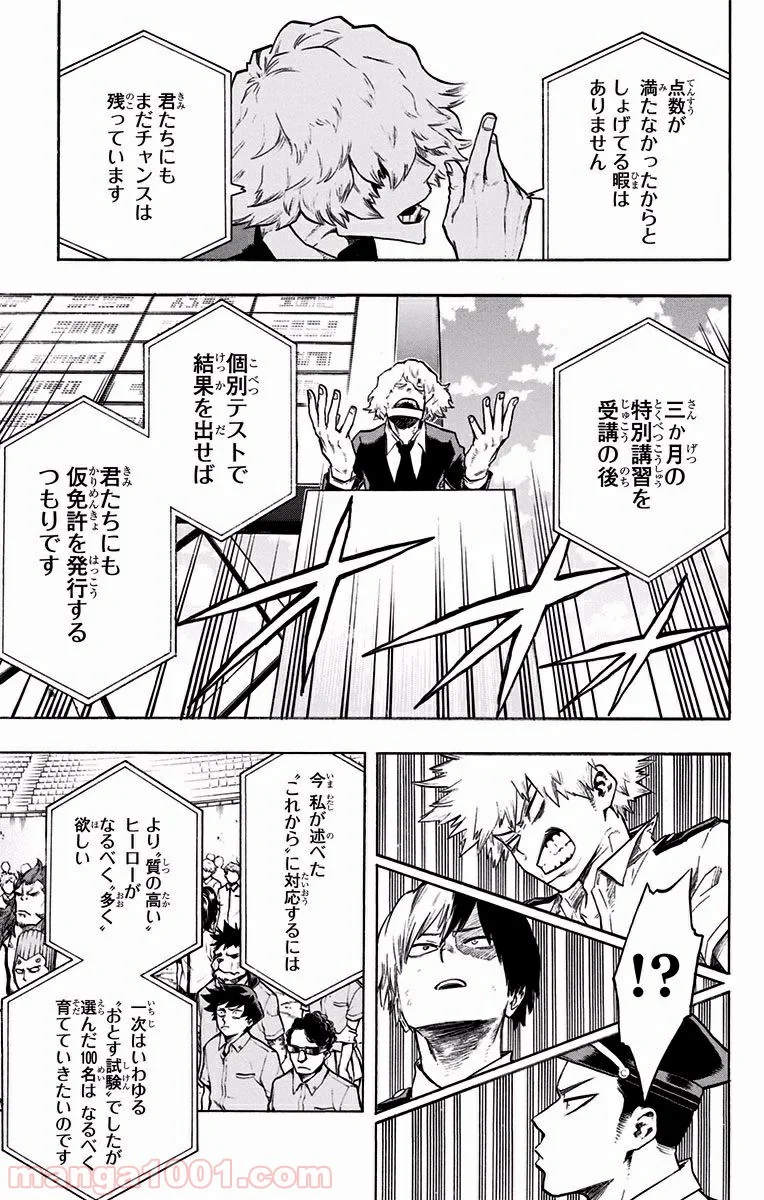 点数が
満たなかったからと
しょげてる暇は
ありません
君たちにも
まだチャンスは
残っています
三か月の
特別講習を
受講の後
個別テストで
結果を出せば
君たちにも
仮免許を発行する
つもりです
!?
今 私が述べた
〝これから〟に対応するには
より〝質の高い〟
ヒーローが
なるべく〝多く〟
欲しい
一次はいわゆる
〝おとす試験〟でしたが
選んだ100名は なるべく
育てていきたいのです
manga1001.com